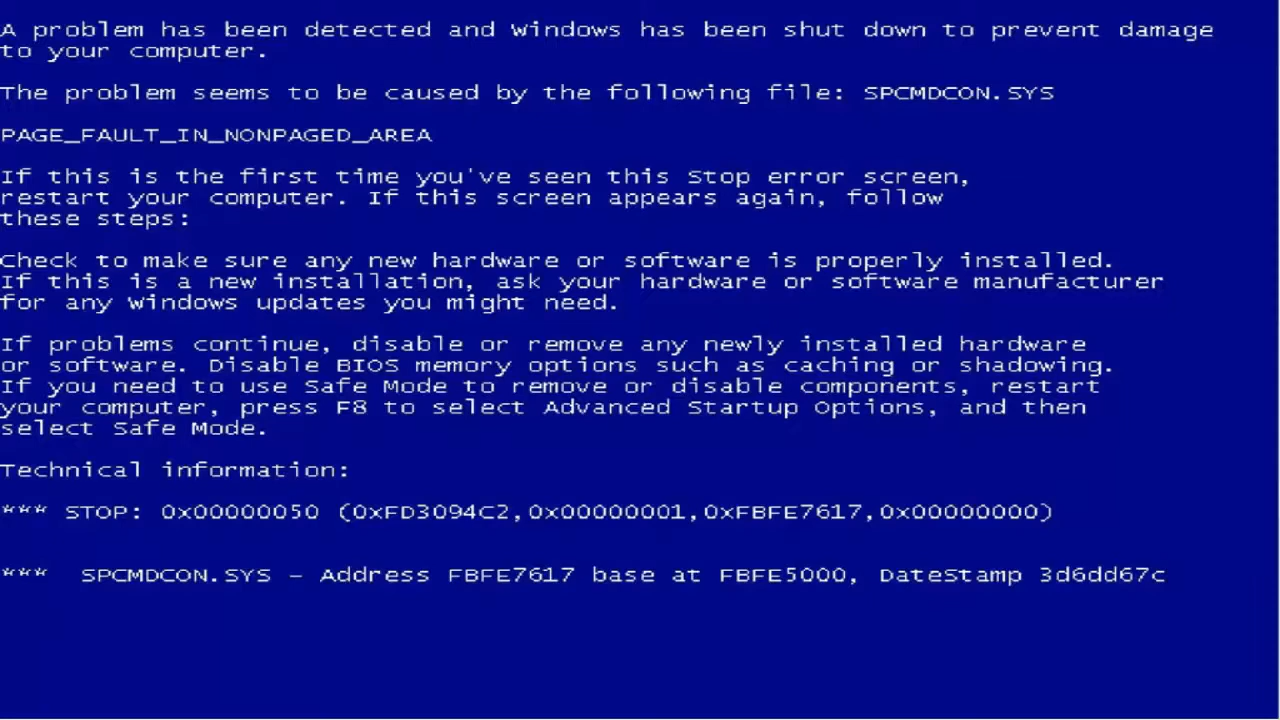 A problem has been detected and Windows has been shut down to prevent damage
to your computer.
The problem seems to be caused by the following file: SPCMDCON.SYS
PAGE_FAULT_IN_NONPAGED_AREA
If this is the first time you've seen this Stop error screen,
restart your computer. If this screen appears again, follow
these steps:
Check to make sure any new hardware or software is properly installed.
If this is a new installation, ask your hardware or software manufacturer
for any Windows updates you might need.
If problems continue, disable or remove any newly installed hardware
or software. Disable BIOS memory options such as caching or shadowing.
If you need to use Safe Mode to remove or disable components, restart
your computer, press F8 to select Advanced Startup Options, and then
select Safe Mode.
Technical information:
*** STOP: 0x00000050 (0xFD3094C2,0x00000001,0xFBFE7617,0x00000000)
***  SPCMDCON.SYS – Address FBFE7617 base at FBFE5000, DateStamp 3d6dd67c